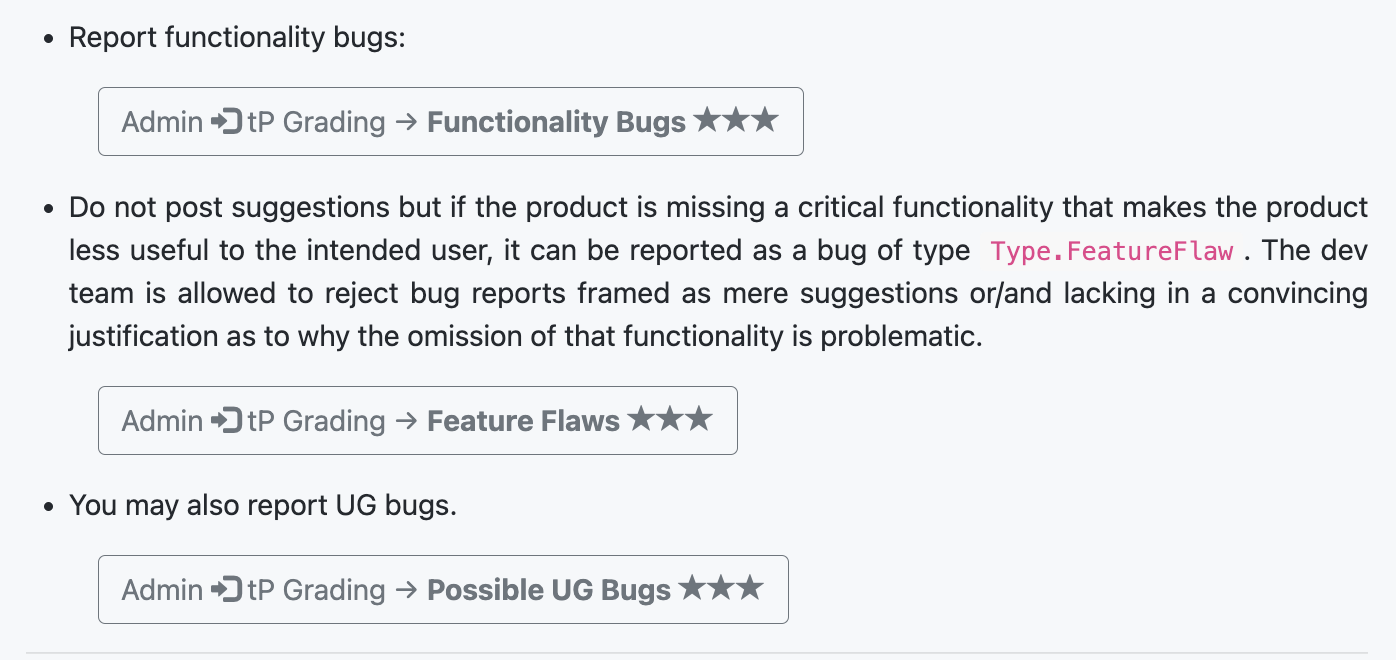 • Report functionality bugs:
Admin tP Grading → Functionality Bugs ★★★
• Do not post suggestions but if the product is missing a critical functionality that makes the product
less useful to the intended user, it can be reported as a bug of type Type.FeatureFlaw . The dev
team is allowed to reject bug reports framed as mere suggestions or/and lacking in a convincing
justification as to why the omission of that functionality is problematic.
Admin tP Grading → Feature Flaws ★★★
• You may also report UG bugs.
Admin tP Grading → Possible UG Bugs ★★★